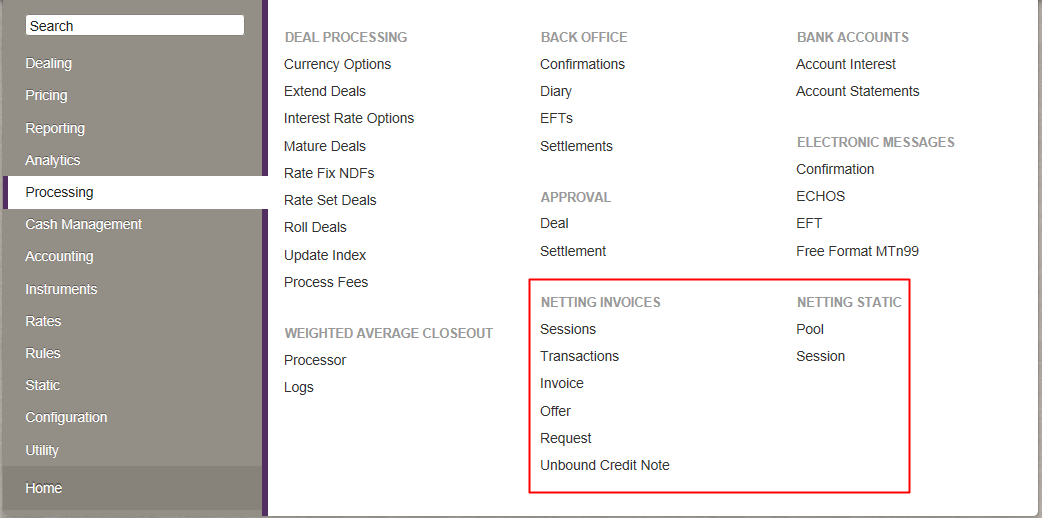 Search
Dealing
Pricing
Reporting
Analytics
Processing
Cash Management
Accounting
Instruments
Rates
Rules
Static
Configuration
Utility
Home
DEAL PROCESSING
Currency Options
Extend Deals
Interest Rate Options
Mature Deals
Rate Fix NDFs
Rate Set Deals
Roll Deals
Update Index
Process Fees
WEIGHTED AVERAGE CLOSEOUT
Processor
Logs
BACK OFFICE
Confirmations
Diary
EFTs
Settlements
APPROVAL
Deal
Settlement
NETTING INVOICES
Sessions
Transactions
Invoice
Offer
Request
Unbound Credit Note
BANK ACCOUNTS
Account Interest
Account Statements
ELECTRONIC MESSAGES
Confirmation
ECHOS
EFT
Free Format MTn99
NETTING STATIC
Pool
Session